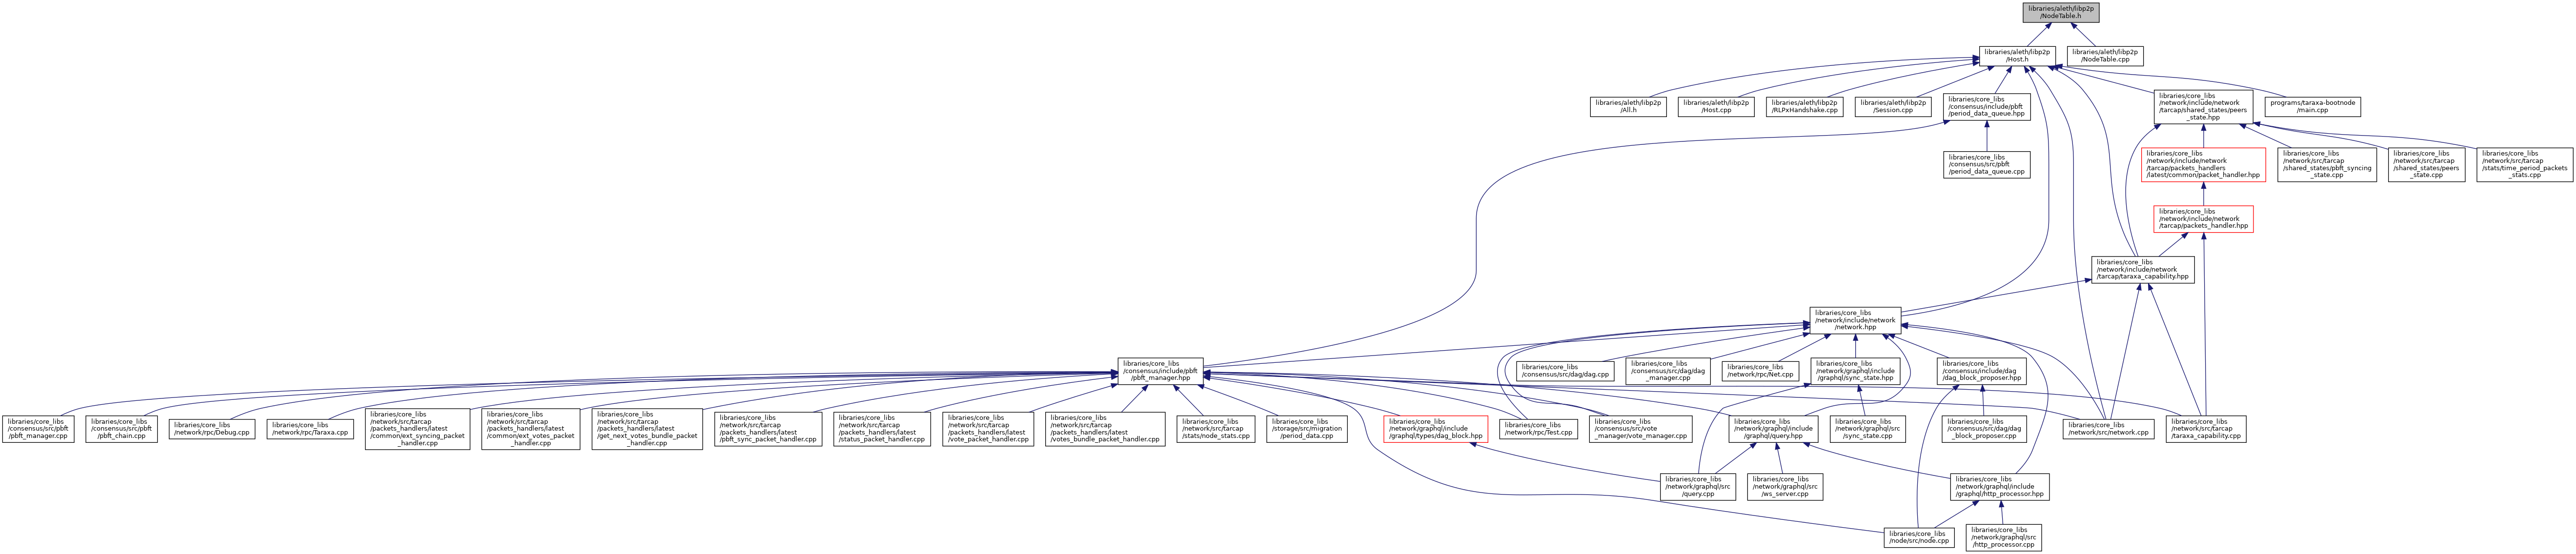 libraries/aleth/libp2p
/NodeTable.h
libraries/aleth/libp2p
/Host.h
libraries/aleth/libp2p
/NodeTable.cpp
libraries/aleth/libp2p
/All.h
libraries/aleth/libp2p
/Host.cpp
libraries/aleth/libp2p
/RLPxHandshake.cpp
libraries/aleth/libp2p
/Session.cpp
libraries/core_libs
/consensus/include/pbft
/period_data_queue.hpp
libraries/core_libs
/network/include/network
/tarcap/shared_states/peers
_state.hpp
programs/taraxa-bootnode
/main.cpp
libraries/core_libs
/consensus/src/pbft
/period_data_queue.cpp
libraries/core_libs
/network/include/network
/tarcap/packets_handlers
/latest/common/packet_handler.hpp
libraries/core_libs
/network/src/tarcap
/shared_states/pbft_syncing
_state.cpp
libraries/core_libs
/network/src/tarcap
/shared_states/peers
_state.cpp
libraries/core_libs
/network/src/tarcap
/stats/time_period_packets
_stats.cpp
libraries/core_libs
/network/include/network
/tarcap/packets_handler.hpp
libraries/core_libs
/network/include/network
/tarcap/taraxa_capability.hpp
libraries/core_libs
/network/include/network
/network.hpp
libraries/core_libs
/consensus/include/pbft
/pbft_manager.hpp
libraries/core_libs
/consensus/src/dag/dag.cpp
libraries/core_libs
/consensus/src/dag/dag
_manager.cpp
libraries/core_libs
/network/rpc/Net.cpp
libraries/core_libs
/network/graphql/include
/graphql/sync_state.hpp
libraries/core_libs
/consensus/include/dag
/dag_block_proposer.hpp
libraries/core_libs
/consensus/src/pbft
/pbft_manager.cpp
libraries/core_libs
/consensus/src/pbft
/pbft_chain.cpp
libraries/core_libs
/network/rpc/Debug.cpp
libraries/core_libs
/network/rpc/Taraxa.cpp
libraries/core_libs
/network/src/tarcap
/packets_handlers/latest
/common/ext_syncing_packet
_handler.cpp
libraries/core_libs
/network/src/tarcap
/packets_handlers/latest
/common/ext_votes_packet
_handler.cpp
libraries/core_libs
/network/src/tarcap
/packets_handlers/latest
/get_next_votes_bundle_packet
_handler.cpp
libraries/core_libs
/network/src/tarcap
/packets_handlers/latest
/pbft_sync_packet_handler.cpp
libraries/core_libs
/network/src/tarcap
/packets_handlers/latest
/status_packet_handler.cpp
libraries/core_libs
/network/src/tarcap
/packets_handlers/latest
/vote_packet_handler.cpp
libraries/core_libs
/network/src/tarcap
/packets_handlers/latest
/votes_bundle_packet_handler.cpp
libraries/core_libs
/network/src/tarcap
/stats/node_stats.cpp
libraries/core_libs
/storage/src/migration
/period_data.cpp
libraries/core_libs
/network/graphql/include
/graphql/types/dag_block.hpp
libraries/core_libs
/network/rpc/Test.cpp
libraries/core_libs
/consensus/src/vote
_manager/vote_manager.cpp
libraries/core_libs
/network/graphql/include
/graphql/query.hpp
libraries/core_libs
/network/graphql/src
/sync_state.cpp
libraries/core_libs
/consensus/src/dag/dag
_block_proposer.cpp
libraries/core_libs
/network/src/network.cpp
libraries/core_libs
/network/src/tarcap
/taraxa_capability.cpp
libraries/core_libs
/network/graphql/src
/query.cpp
libraries/core_libs
/network/graphql/src
/ws_server.cpp
libraries/core_libs
/network/graphql/include
/graphql/http_processor.hpp
libraries/core_libs
/node/src/node.cpp
libraries/core_libs
/network/graphql/src
/http_processor.cpp